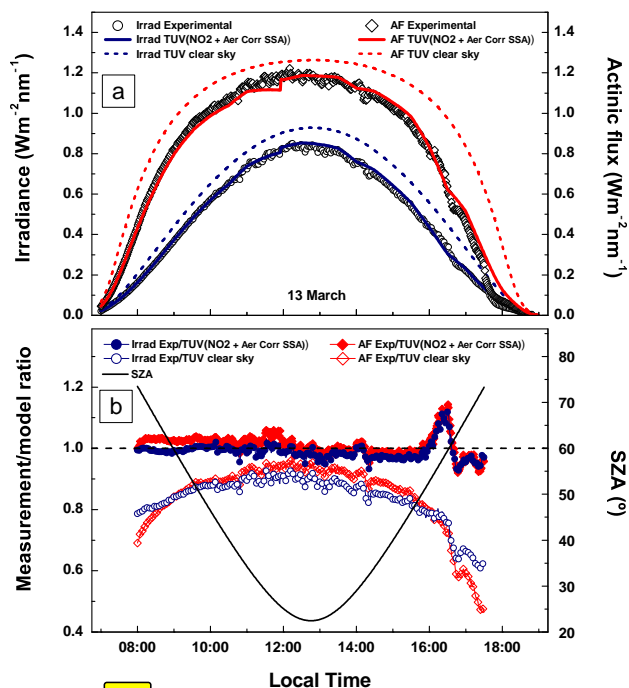 Irrad Experimental AF Experimental
Irrad TUV(NO2 + Aer Corr SSA)) AF TUV(NO2 + Aer Corr SSA))
Irrad TUV clear sky AF TUV clear sky
1.4 1.4
1.2 1.2
a
1.0 1.0
0.8 0.8
0.6 0.6
0.4 0.4
0.2 0.2
0.0 0.0
13 March
Irradiance (Wm⁻²nm⁻¹)
Actinic flux (Wm⁻²nm⁻¹)
Irrad Exp/TUV(NO2 + Aer Corr SSA)) AF Exp/TUV(NO2 + Aer Corr SSA))
Irrad Exp/TUV clear sky AF Exp/TUV clear sky
SZA
b
1.2
1.0
0.8
0.6
0.4
80
70
60
50
40
30
20
Measurement/model ratio
SZA (º)
08:00 10:00 12:00 14:00 16:00 18:00
Local Time